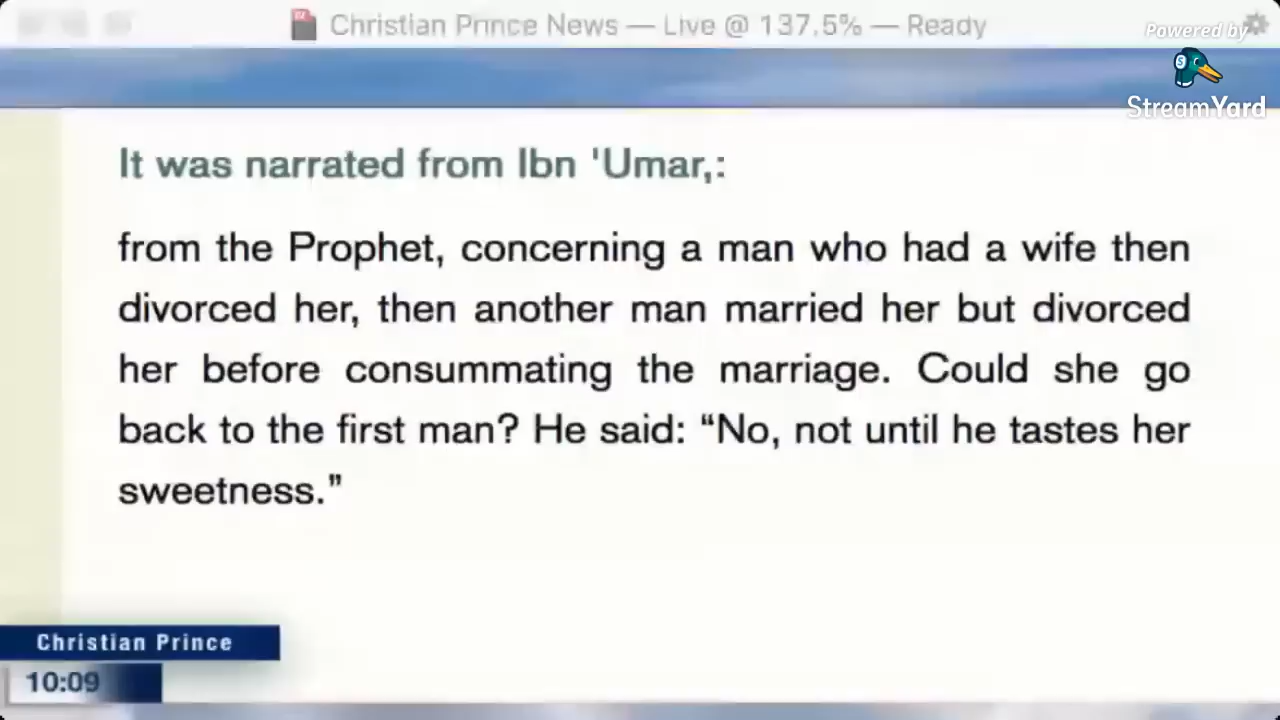 Christian Prince News — Live @ 137.5% — Ready
Powered by
StreamYard
It was narrated from Ibn 'Umar,:
from the Prophet, concerning a man who had a wife then
divorced her, then another man married her but divorced
her before consummating the marriage. Could she go
back to the first man? He said: “No, not until he tastes her
sweetness.”
Christian Prince
10:09